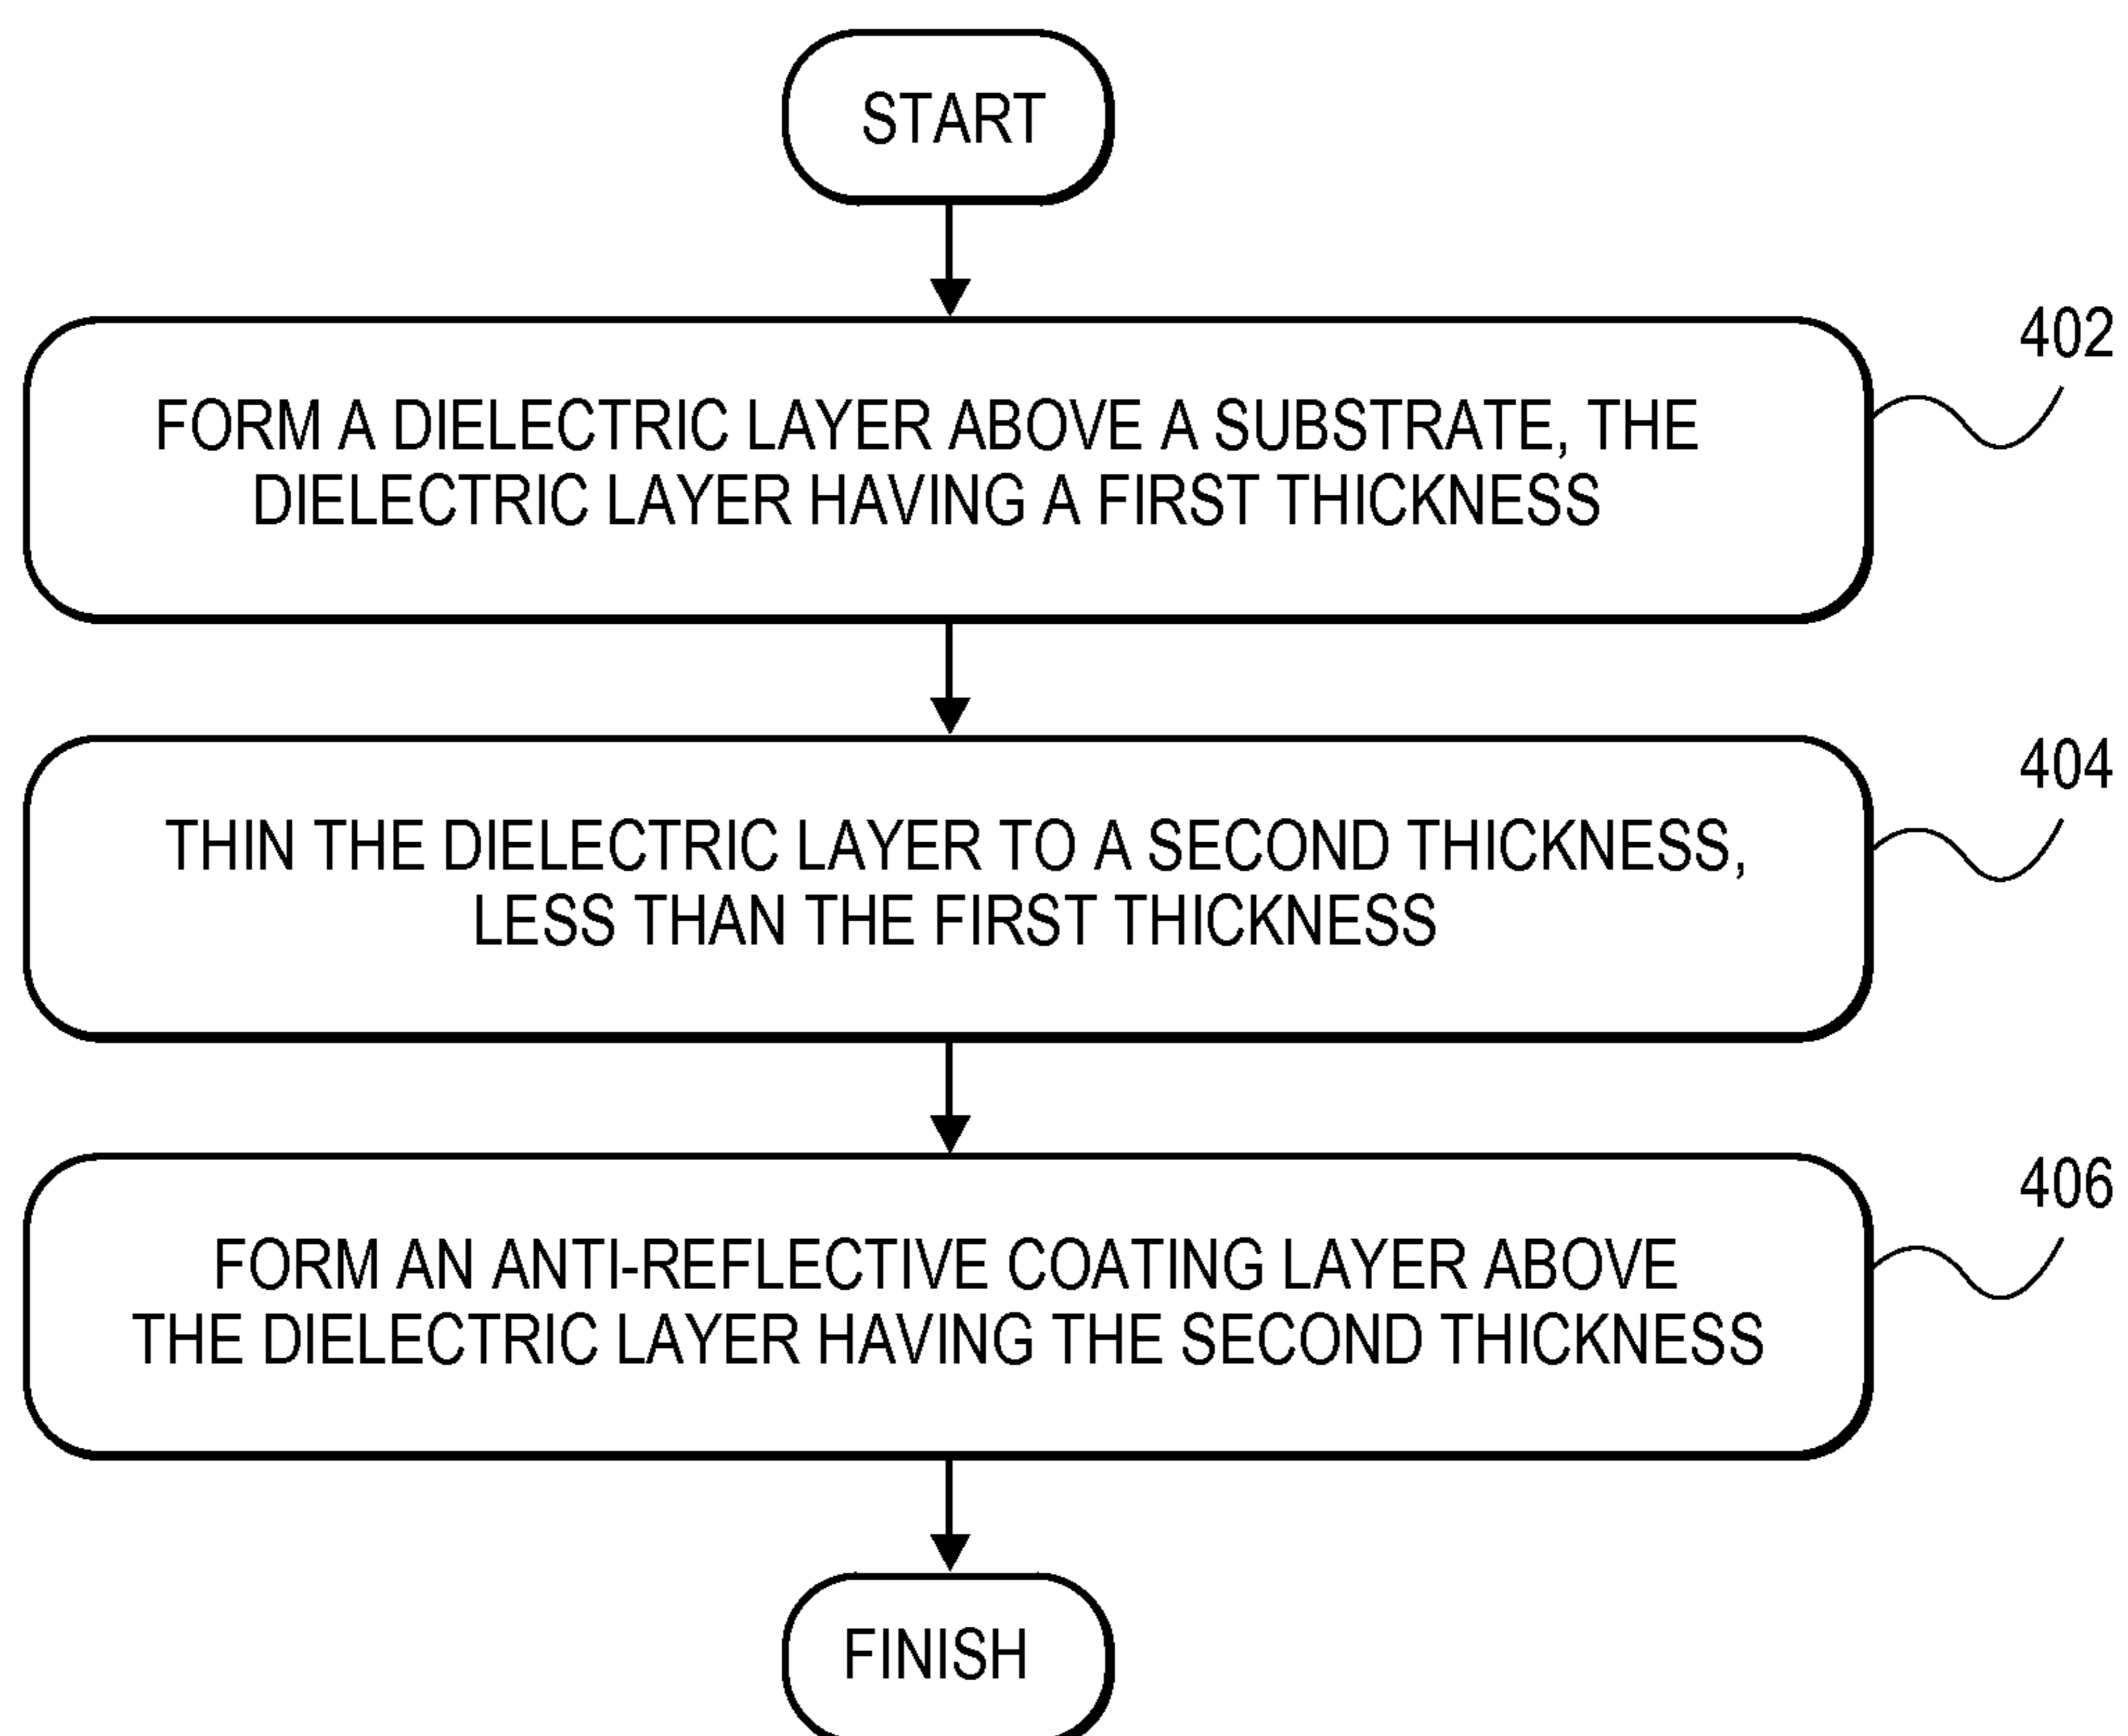 START
402
FORM A DIELECTRIC LAYER ABOVE A SUBSTRATE, THE
DIELECTRIC LAYER HAVING A FIRST THICKNESS
404
THIN THE DIELECTRIC LAYER TO A SECOND THICKNESS,
LESS THAN THE FIRST THICKNESS
406
FORM AN ANTI-REFLECTIVE COATING LAYER ABOVE
THE DIELECTRIC LAYER HAVING THE SECOND THICKNESS
FINISH